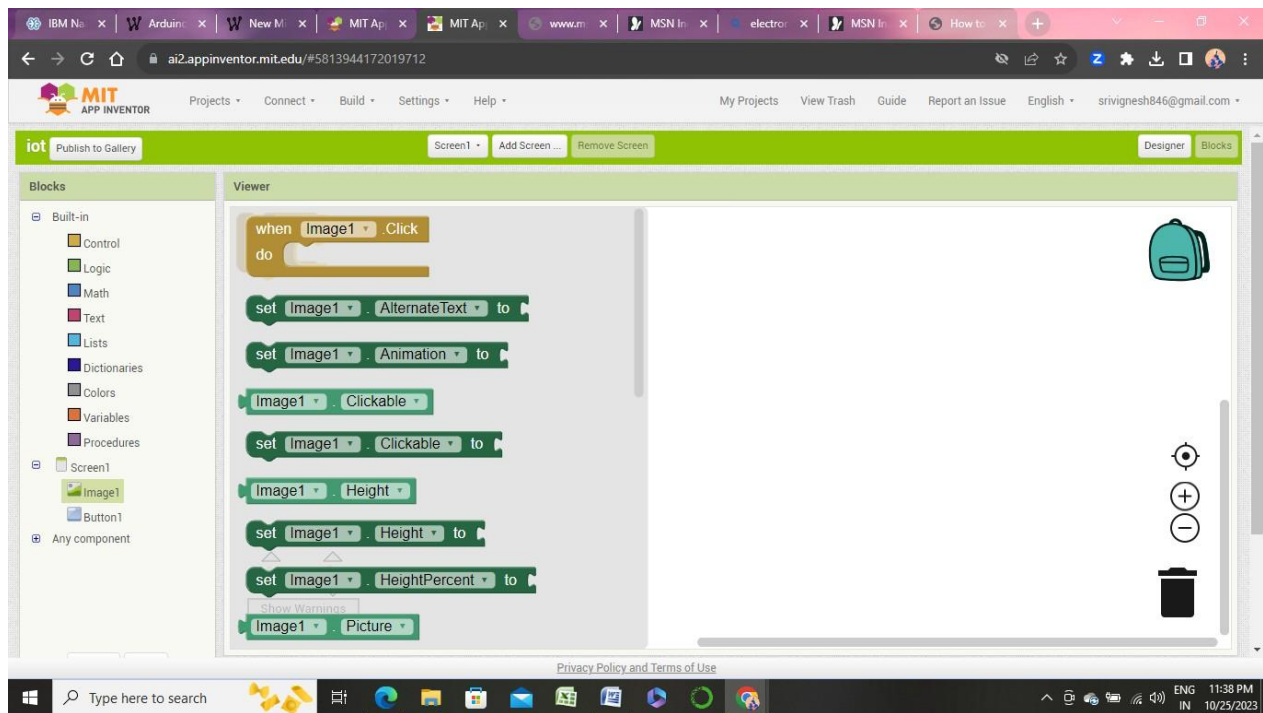 IBM Na
Arduino
New Mi
MIT Ap
MIT Ap
www.m
MSN In
electror
MSN In
How to
ai2.appinventor.mit.edu/#5813944172019712
MIT
APP INVENTOR
Projects
Connect
Build
Settings
Help
My Projects
View Trash
Guide
Report an Issue
English
srivignesh846@gmail.com
iot
Publish to Gallery
Screen1
Add Screen ...
Remove Screen
Designer
Blocks
Blocks
Viewer
Built-in
Control
Logic
Math
Text
Lists
Dictionaries
Colors
Variables
Procedures
Screen1
Image1
Button1
Any component
when Image1 .Click
do
set Image1 . AlternateText to
set Image1 . Animation to
Image1 . Clickable
set Image1 . Clickable to
Image1 . Height
set Image1 . Height to
set Image1 . HeightPercent to
Show Warnings
Image1 . Picture
Privacy Policy and Terms of Use
Type here to search
ENG
IN
11:38 PM
10/25/2023